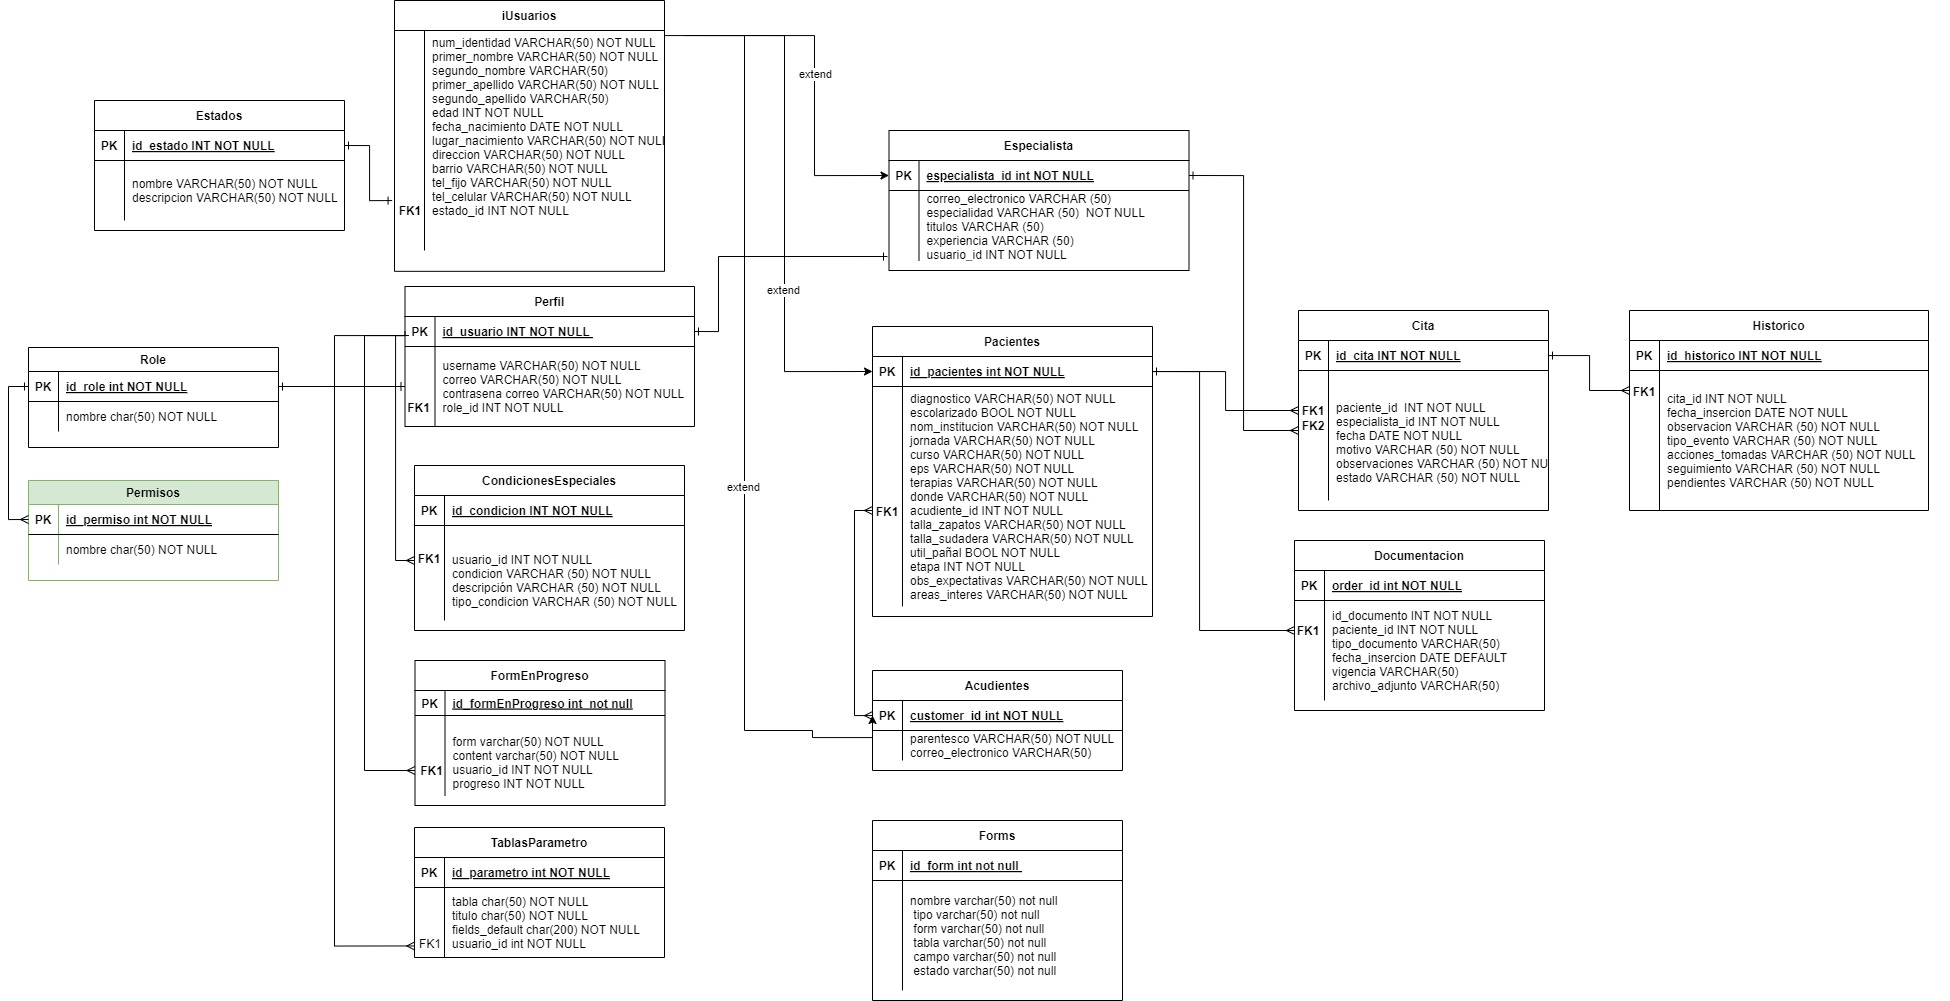 iUsuarios
num_identidad VARCHAR(50) NOT NULL
primer_nombre VARCHAR(50) NOT NULL
segundo_nombre VARCHAR(50)
primer_apellido VARCHAR(50) NOT NULL
segundo_apellido VARCHAR(50)
edad INT NOT NULL
fecha_nacimiento DATE NOT NULL
lugar_nacimiento VARCHAR(50) NOT NULL
direccion VARCHAR(50) NOT NULL
barrio VARCHAR(50) NOT NULL
tel_fijo VARCHAR(50) NOT NULL
tel_celular VARCHAR(50) NOT NULL
FK1 estado_id INT NOT NULL
Estados
PK id_estado INT NOT NULL
nombre VARCHAR(50) NOT NULL
descripcion VARCHAR(50) NOT NULL
extend
extend
extend
Especialista
PK especialista_id int NOT NULL
correo_electronico VARCHAR (50)
especialidad VARCHAR (50) NOT NULL
titulos VARCHAR (50)
experiencia VARCHAR (50)
usuario_id INT NOT NULL
Perfil
PK id_usuario INT NOT NULL
username VARCHAR(50) NOT NULL
correo VARCHAR(50) NOT NULL
contrasena correo VARCHAR(50) NOT NULL
FK1 role_id INT NOT NULL
Role
PK id_role int NOT NULL
nombre char(50) NOT NULL
Permisos
PK id_permiso int NOT NULL
nombre char(50) NOT NULL
CondicionesEspeciales
PK id_condicion INT NOT NULL
FK1 usuario_id INT NOT NULL
condicion VARCHAR (50) NOT NULL
descripción VARCHAR (50) NOT NULL
tipo_condicion VARCHAR (50) NOT NULL
FormEnProgreso
PK id_formEnProgreso int not null
form varchar(50) NOT NULL
content varchar(50) NOT NULL
FK1 usuario_id INT NOT NULL
progreso INT NOT NULL
TablasParametro
PK id_parametro int NOT NULL
tabla char(50) NOT NULL
titulo char(50) NOT NULL
fields_default char(200) NOT NULL
FK1 usuario_id int NOT NULL
Pacientes
PK id_pacientes int NOT NULL
diagnostico VARCHAR(50) NOT NULL
escolarizado BOOL NOT NULL
nom_institucion VARCHAR(50) NOT NULL
jornada VARCHAR(50) NOT NULL
curso VARCHAR(50) NOT NULL
eps VARCHAR(50) NOT NULL
terapias VARCHAR(50) NOT NULL
donde VARCHAR(50) NOT NULL
FK1 acudiente_id INT NOT NULL
talla_zapatos VARCHAR(50) NOT NULL
talla_sudadera VARCHAR(50) NOT NULL
util_pañal BOOL NOT NULL
etapa INT NOT NULL
obs_expectativas VARCHAR(50) NOT NULL
areas_interes VARCHAR(50) NOT NULL
Acudientes
PK customer_id int NOT NULL
parentesco VARCHAR(50) NOT NULL
correo_electronico VARCHAR(50)
Forms
PK id_form int not null
nombre varchar(50) not null
tipo varchar(50) not null
form varchar(50) not null
tabla varchar(50) not null
campo varchar(50) not null
estado varchar(50) not null
Cita
PK id_cita INT NOT NULL
FK1 paciente_id INT NOT NULL
FK2 especialista_id INT NOT NULL
fecha DATE NOT NULL
motivo VARCHAR (50) NOT NULL
observaciones VARCHAR (50) NOT NU
estado VARCHAR (50) NOT NULL
Historico
PK id_historico INT NOT NULL
FK1 cita_id INT NOT NULL
fecha_insercion DATE NOT NULL
observacion VARCHAR (50) NOT NULL
tipo_evento VARCHAR (50) NOT NULL
acciones_tomadas VARCHAR (50) NOT NULL
seguimiento VARCHAR (50) NOT NULL
pendientes VARCHAR (50) NOT NULL
Documentacion
PK order_id int NOT NULL
id_documento INT NOT NULL
FK1 paciente_id INT NOT NULL
tipo_documento VARCHAR(50)
fecha_insercion DATE DEFAULT
vigencia VARCHAR(50)
archivo_adjunto VARCHAR(50)